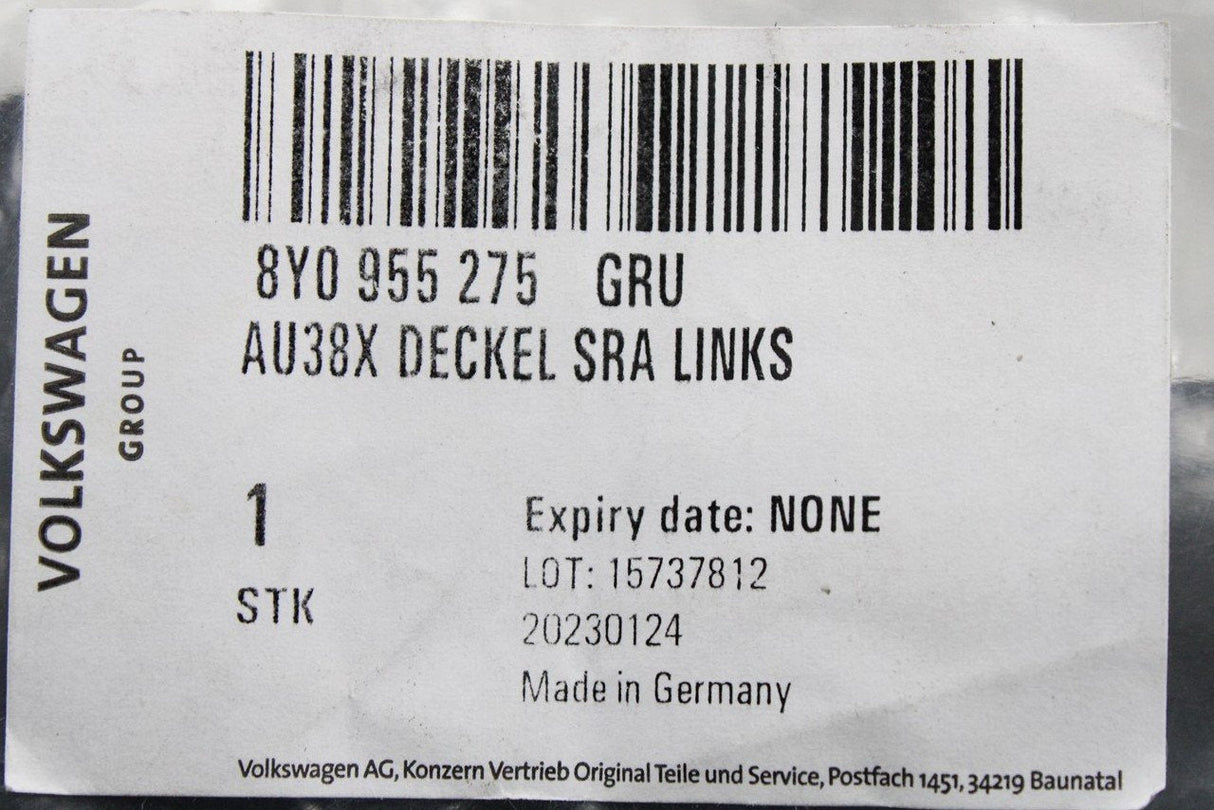 VOLKSWAGEN
GROUP
8Y0 955 275 GRU
AU38X DECKEL SRA LINKS
1
STK
Expiry date: NONE
LOT: 15737812
20230124
Made in Germany
Volkswagen AG, Konzern Vertrieb Original Teile und Service, Postfach 1451, 34219 Baunatal